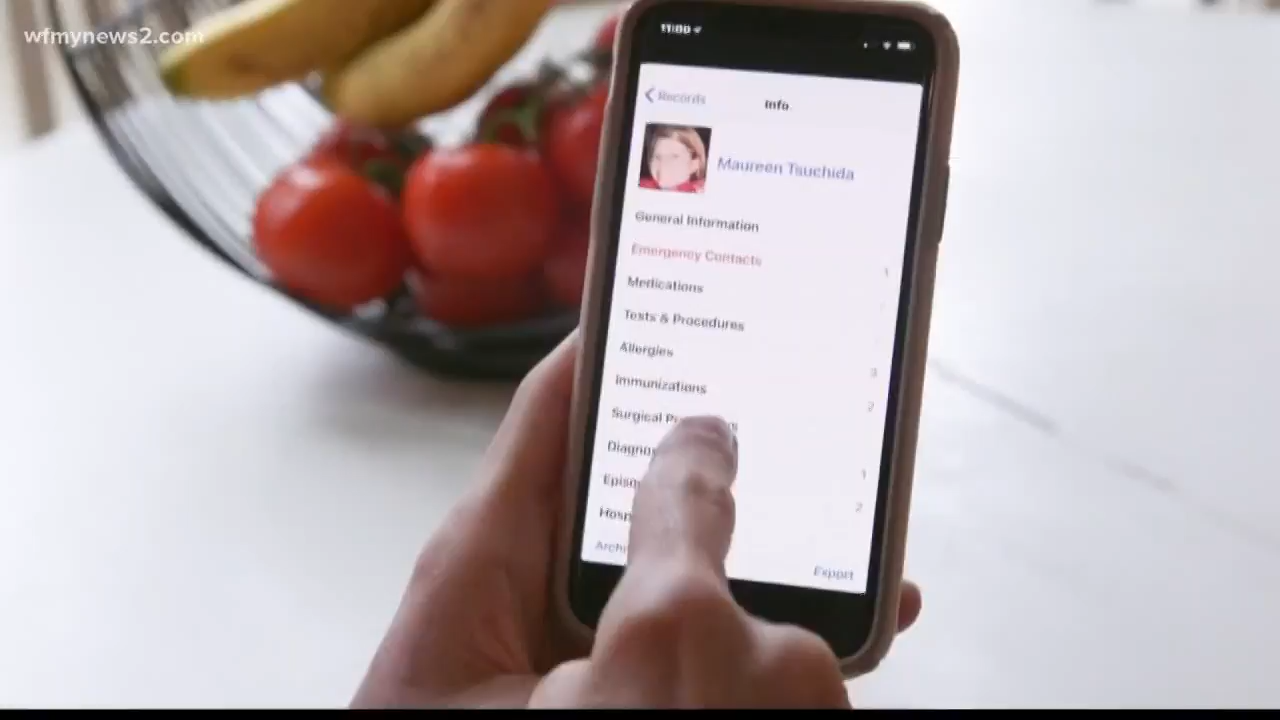 wfmynews2.com
11:00
Records
Info
Maureen Tsuchida
General Information
Emergency Contacts 1
Medications
Tests & Procedures
Allergies 3
Immunizations 2
Surgical
1
2
Export